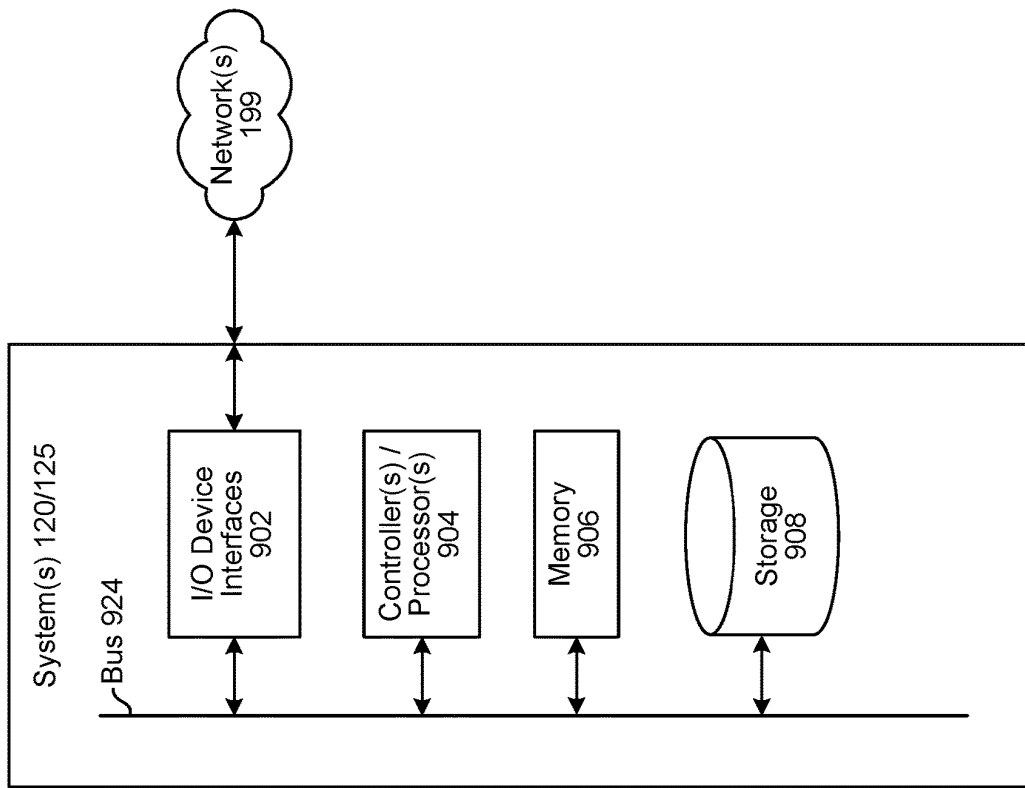 System(s) 120/125
Bus 924
I/O Device
Interfaces
902
Controller(s) /
Processor(s)
904
Memory
906
Storage
908
Network(s)
199